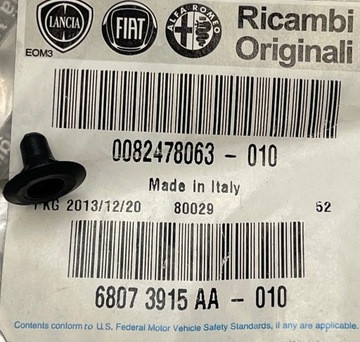 LANCIA FIAT ALFA-ROMEO Ricambi
EOM3 Originali
0082478063 - 010
Made in Italy
PKG 2013/12/20 80029 52
6807 3915 AA - 010
Contents conform to U.S. Federal Motor Vehicle Safety Standards, if any are applicable.